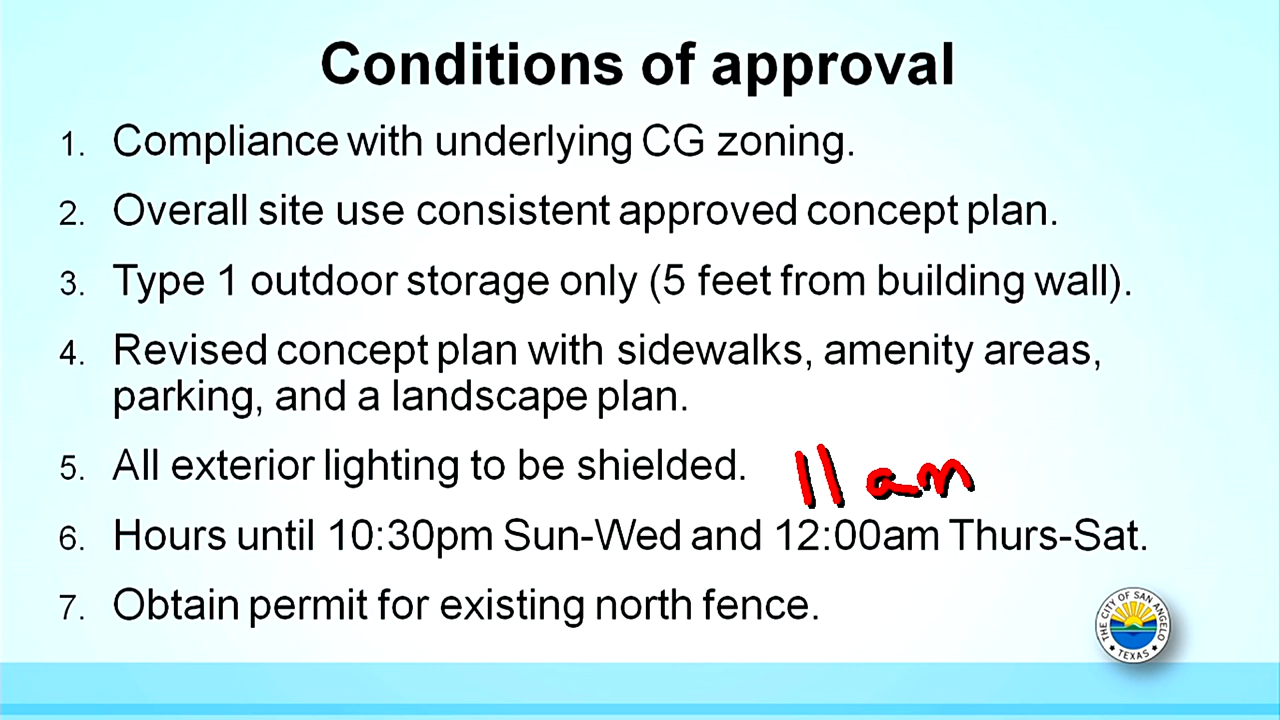 Conditions of approval
1. Compliance with underlying CG zoning.
2. Overall site use consistent approved concept plan.
3. Type 1 outdoor storage only (5 feet from building wall).
4. Revised concept plan with sidewalks, amenity areas,
parking, and a landscape plan.
5. All exterior lighting to be shielded.
11 am
6. Hours until 10:30pm Sun-Wed and 12:00am Thurs-Sat.
7. Obtain permit for existing north fence.
THE CITY OF SAN ANGELO
TEXAS